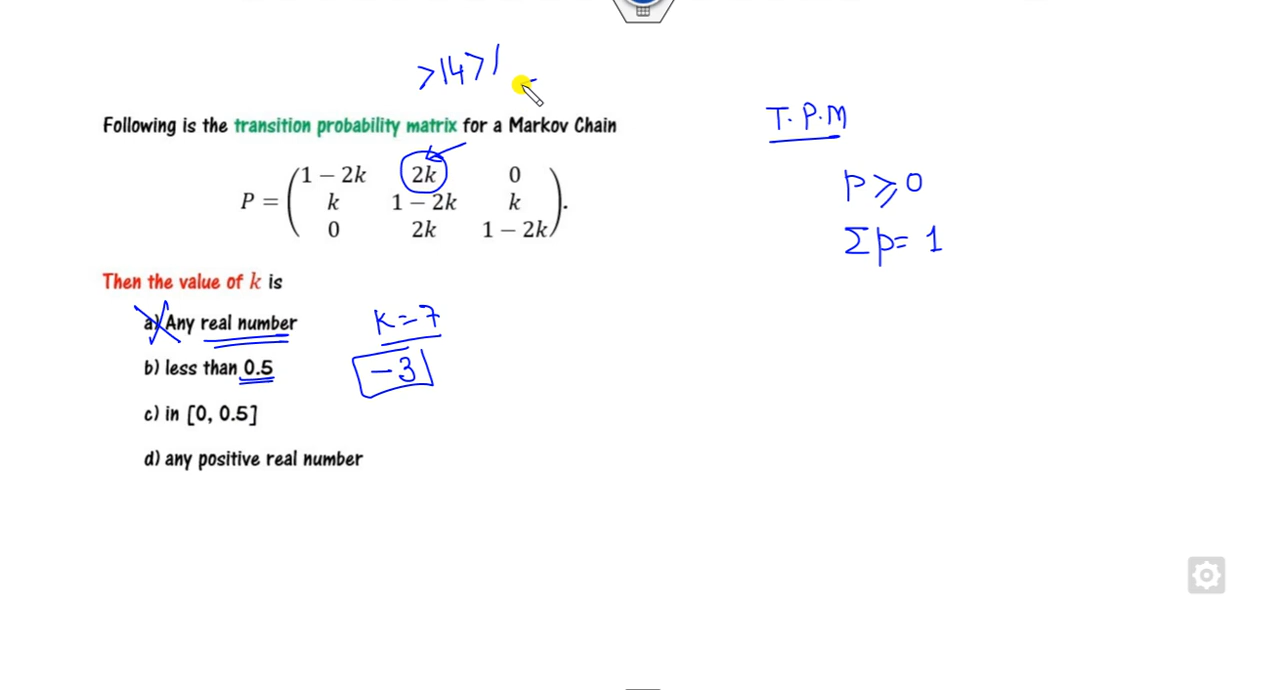 >14>1
Following is the transition probability matrix for a Markov Chain
T.P.M
P = ( 1 − 2k 2k 0
k 1 − 2k k
0 2k 1 − 2k ).
p ≥ 0
Σp = 1
Then the value of k is
a) Any real number
k=7
b) less than 0.5
-3
c) in [0, 0.5]
d) any positive real number